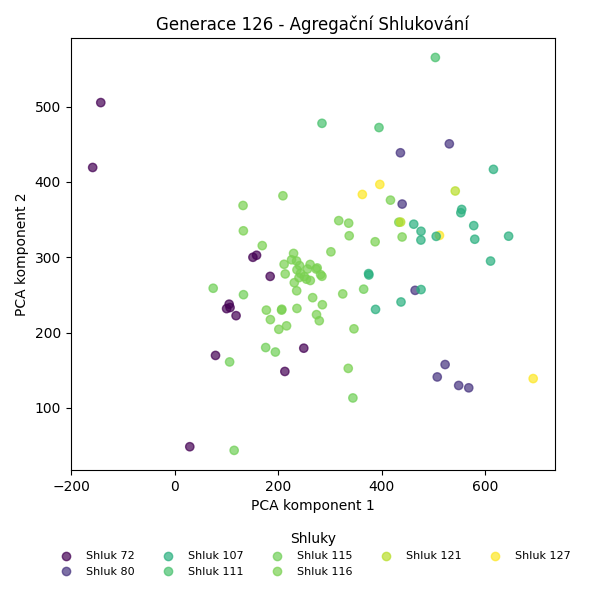 Generace 126 - Agregační Shlukování
PCA komponent 2
500
400
300
200
100
−200
0
200
400
600
PCA komponent 1
Shluky
Shluk 72
Shluk 107
Shluk 115
Shluk 121
Shluk 127
Shluk 80
Shluk 111
Shluk 116